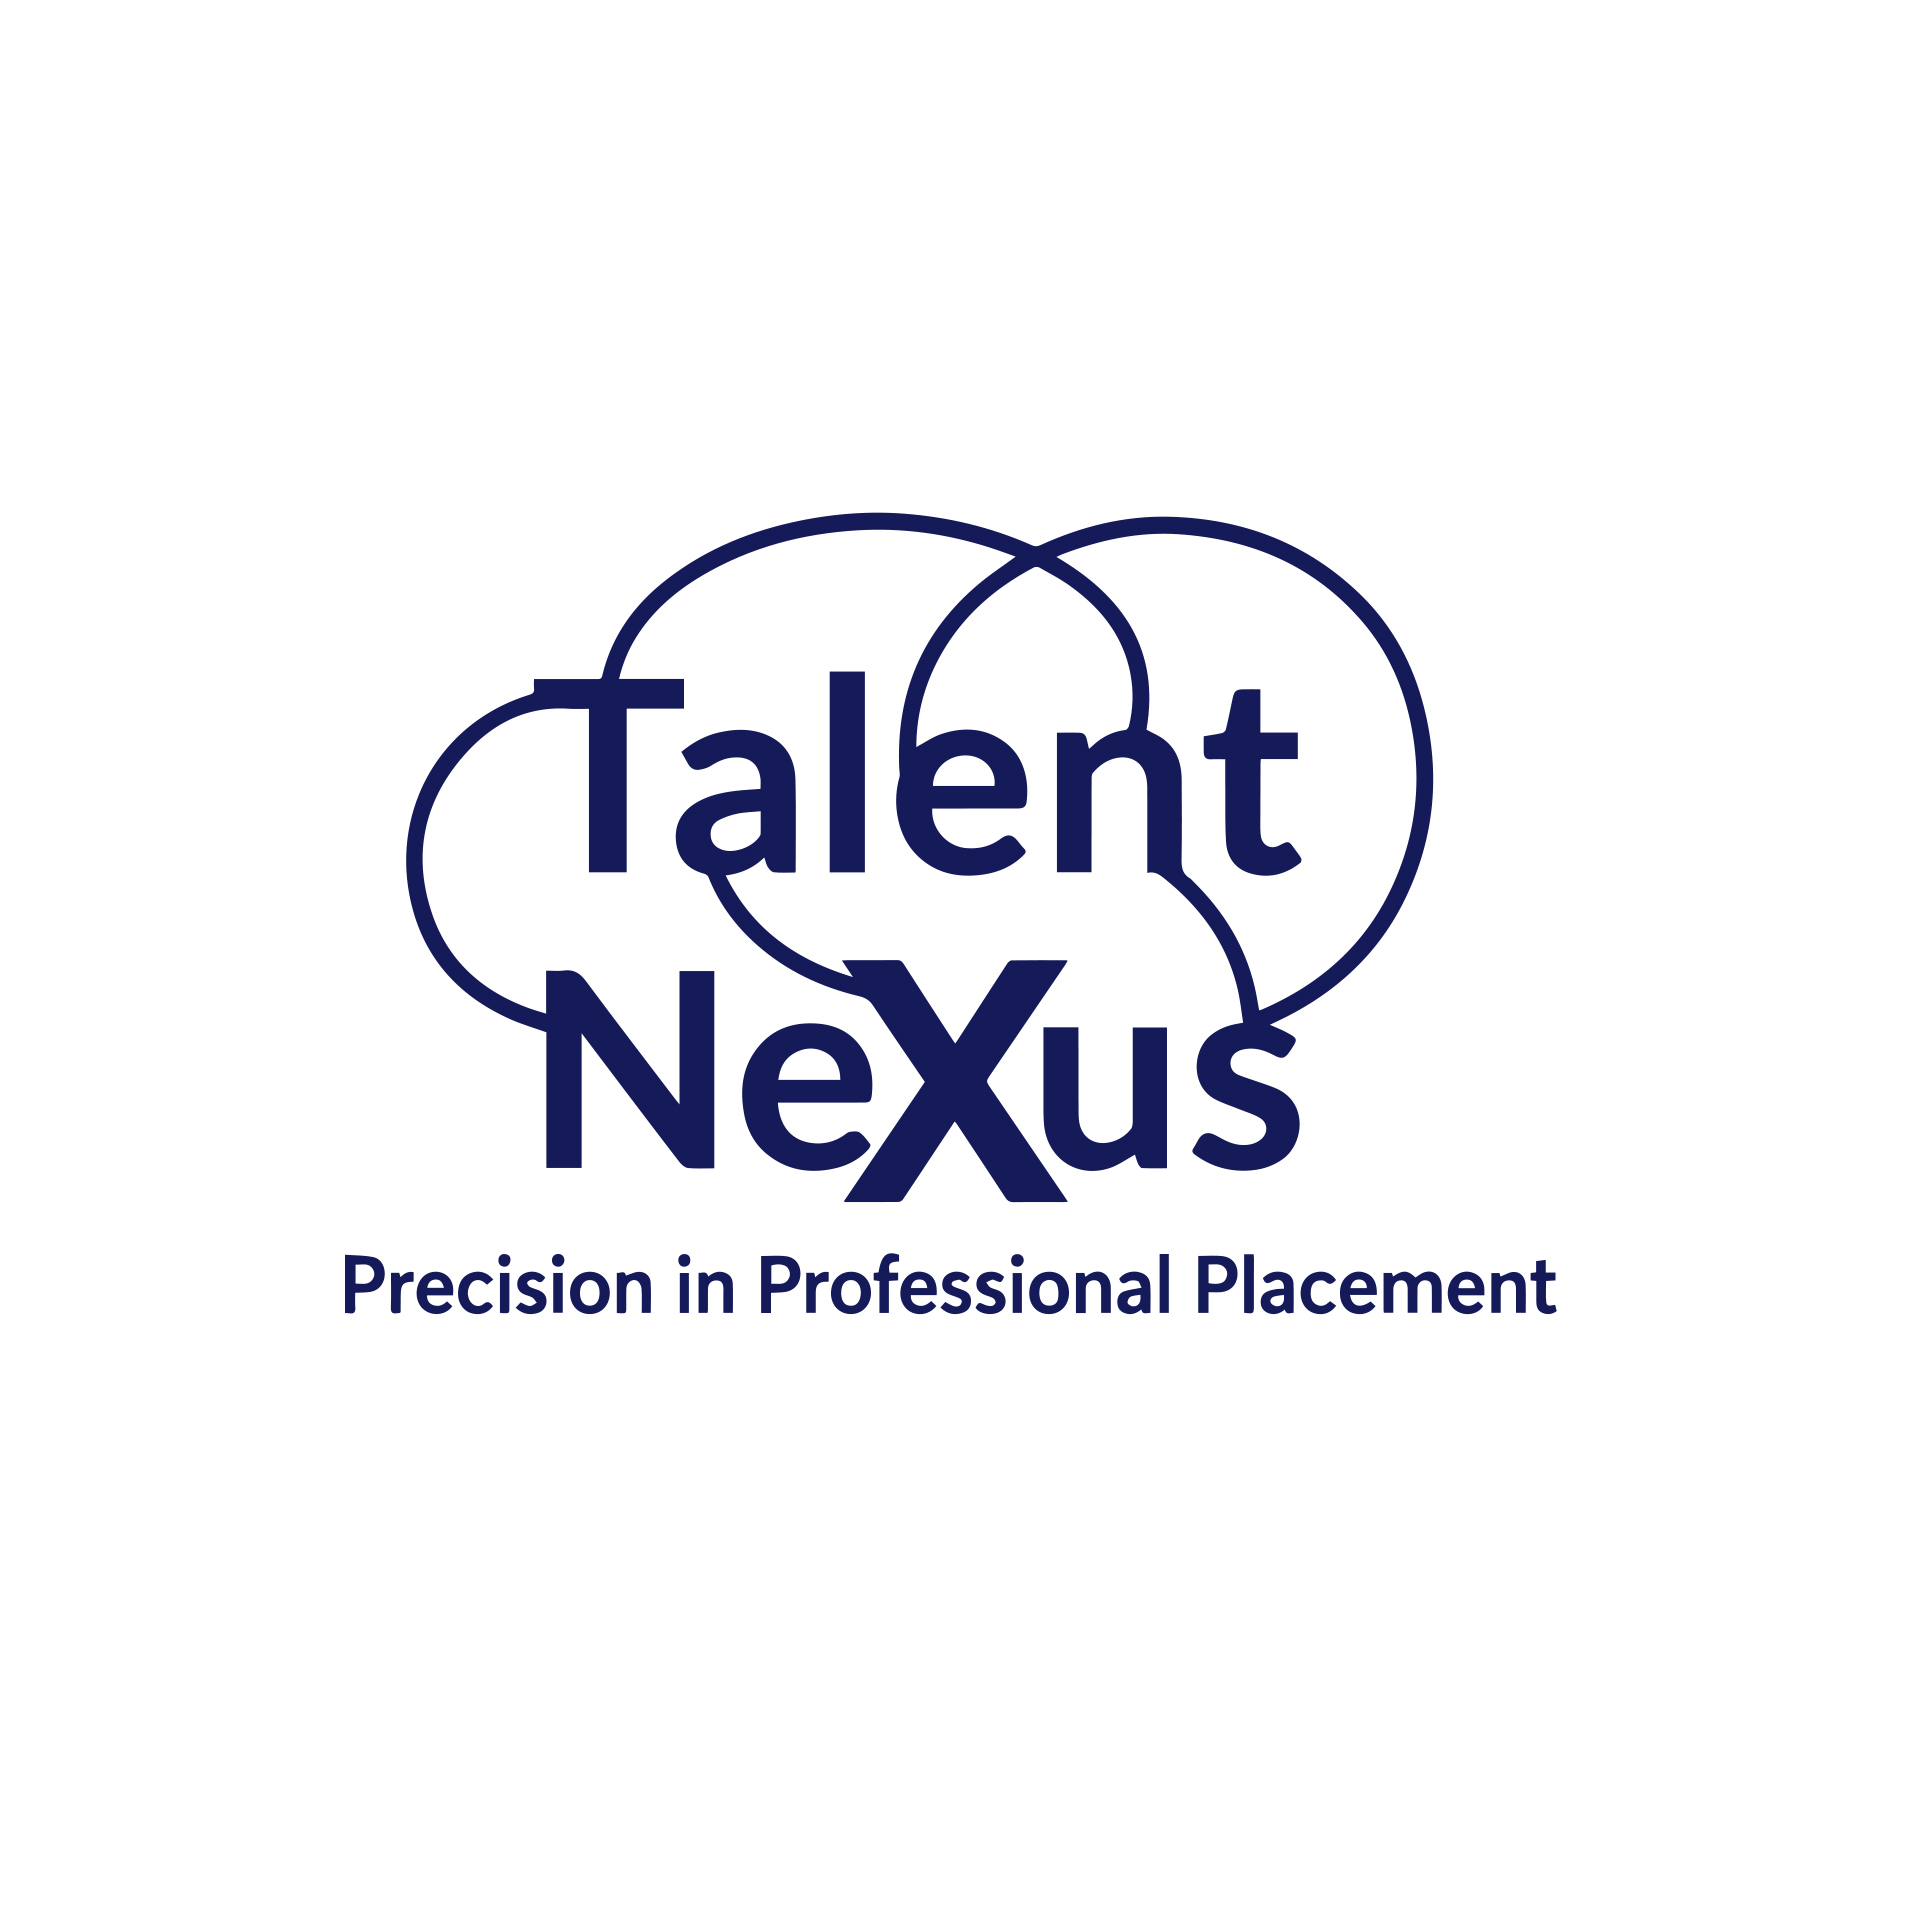 Talent
NeXus
Precision in Professional Placement